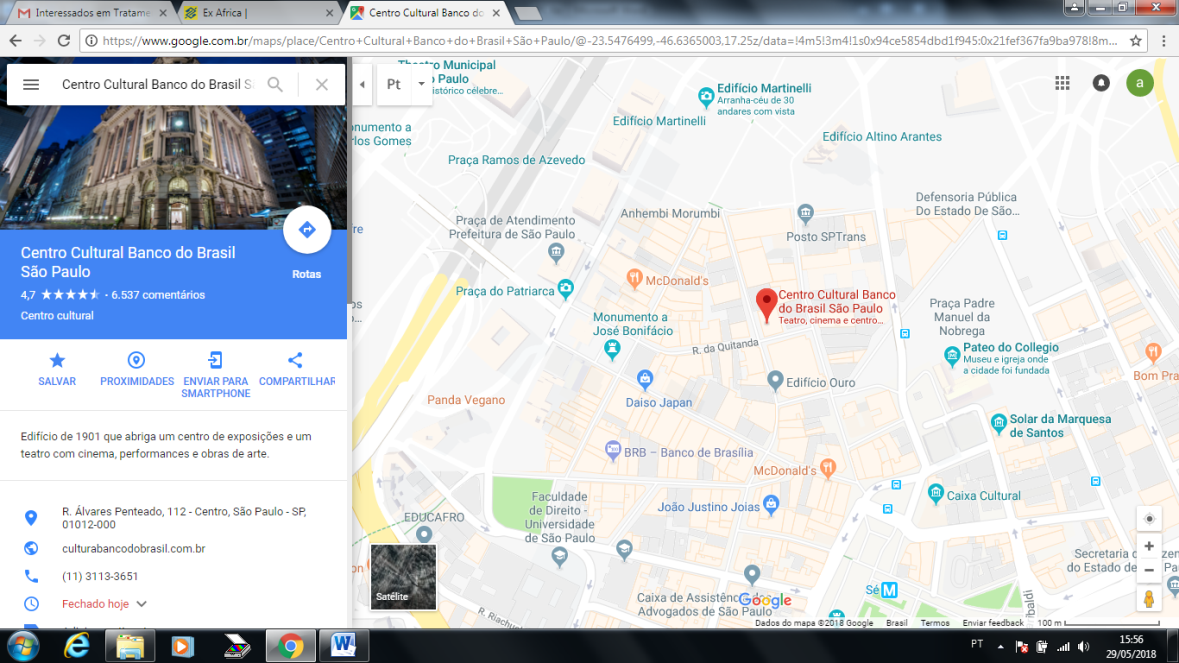 Interessados em Tratame
Ex Africa |
Centro Cultural Banco do
https://www.google.com.br/maps/place/Centro+Cultural+Banco+do+Brasil+São+Paulo/@-23.5476499,-46.6365003,17.25z/data=!4m5!3m4!1s0x94ce5854dbd1f945:0x21fef367fa9ba978!8m...
Centro Cultural Banco do Brasil S
Pt
Centro Cultural Banco do Brasil
São Paulo
4,7 ★★★★★ · 6.537 comentários
Centro cultural
Rotas
SALVAR
PROXIMIDADES
ENVIAR PARA
SMARTPHONE
COMPARTILHAR
Edifício de 1901 que abriga um centro de exposições e um
teatro com cinema, performances e obras de arte.
R. Álvares Penteado, 112 - Centro, São Paulo - SP,
01012-000
culturabancodobrasil.com.br
(11) 3113-3651
Fechado hoje
Theatro Municipal
o Paulo
istórico célebre...
onumento a
rlos Gomes
Praça Ramos de Azevedo
Edifício Martinelli
Arranha-céu de 30
andares com vista
Edifício Martinelli
Edifício Altino Arantes
a
Defensoria Pública
Do Estado De São...
Anhembi Morumbi
Praça de Atendimento
Prefeitura de São Paulo
Posto SPTrans
McDonald's
Praça do Patriarca
Centro Cultural Banco
do Brasil São Paulo
Teatro, cinema e centro...
Monumento a
José Bonifácio
R. da Quitanda
Praça Padre
Manuel da
Nobrega
Pateo do Collegio
Museu e igreja onde
a cidade foi fundada
Bom Pra
Edifício Ouro
Daiso Japan
Panda Vegano
Solar da Marquesa
de Santos
BRB – Banco de Brasília
McDonald's
Caixa Cultural
João Justino Joias
Faculdade
de Direito -
Universidade
de São Paulo
EDUCAFRO
Secretaria
do Estado de
Sé M
Caixa de Assistênc
Advogados de São Paulo
R. Riachue
Satélite
Google
Dados do mapa ©2018 Google Brasil Termos Enviar feedback 100 m
PT
15:56
29/05/2018